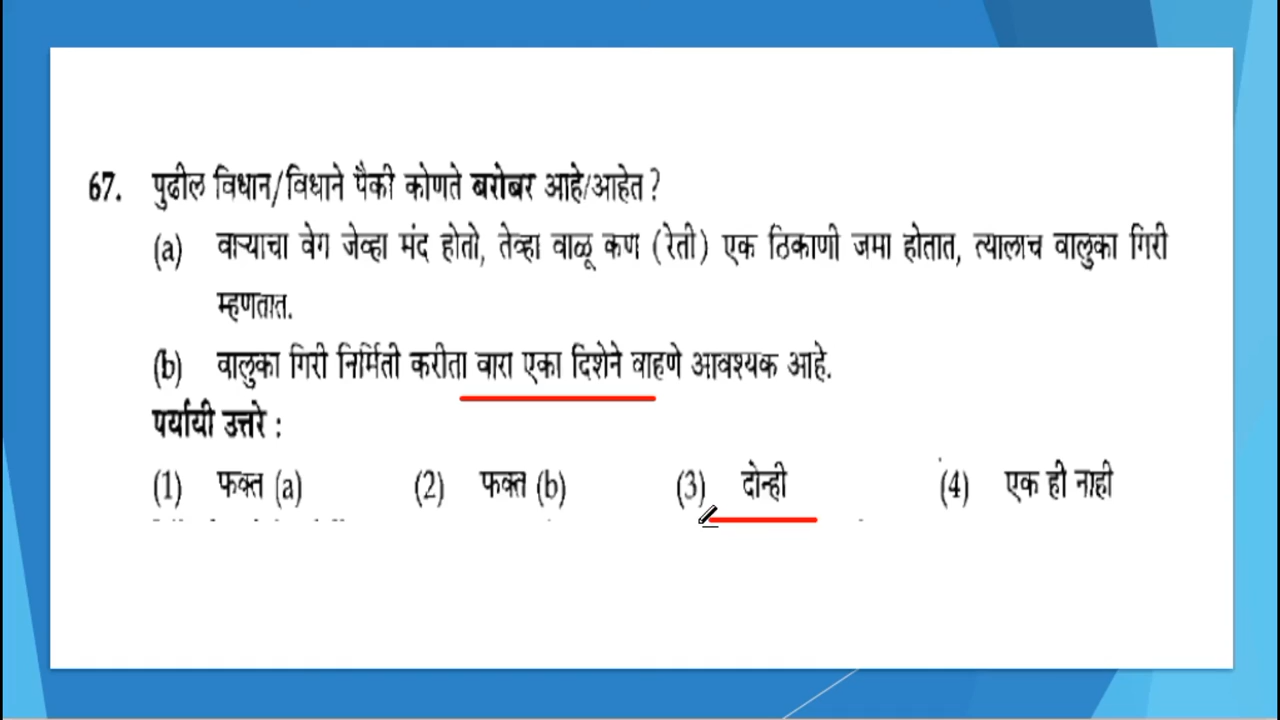 67. पुढील विधान/विधाने पैकी कोणते बरोबर आहे/आहेत ?
(a) वाऱ्याचा वेग जेव्हा मंद होतो, तेव्हा वाळू कण (रेती) एक ठिकाणी जमा होतात, त्यालाच वालुका गिरी
म्हणतात.
(b) वालुका गिरी निर्मिती करीता वारा एका दिशेने वाहणे आवश्यक आहे.
पर्यायी उत्तरे :
(1) फक्त (a) (2) फक्त (b) (3) दोन्ही (4) एक ही नाही